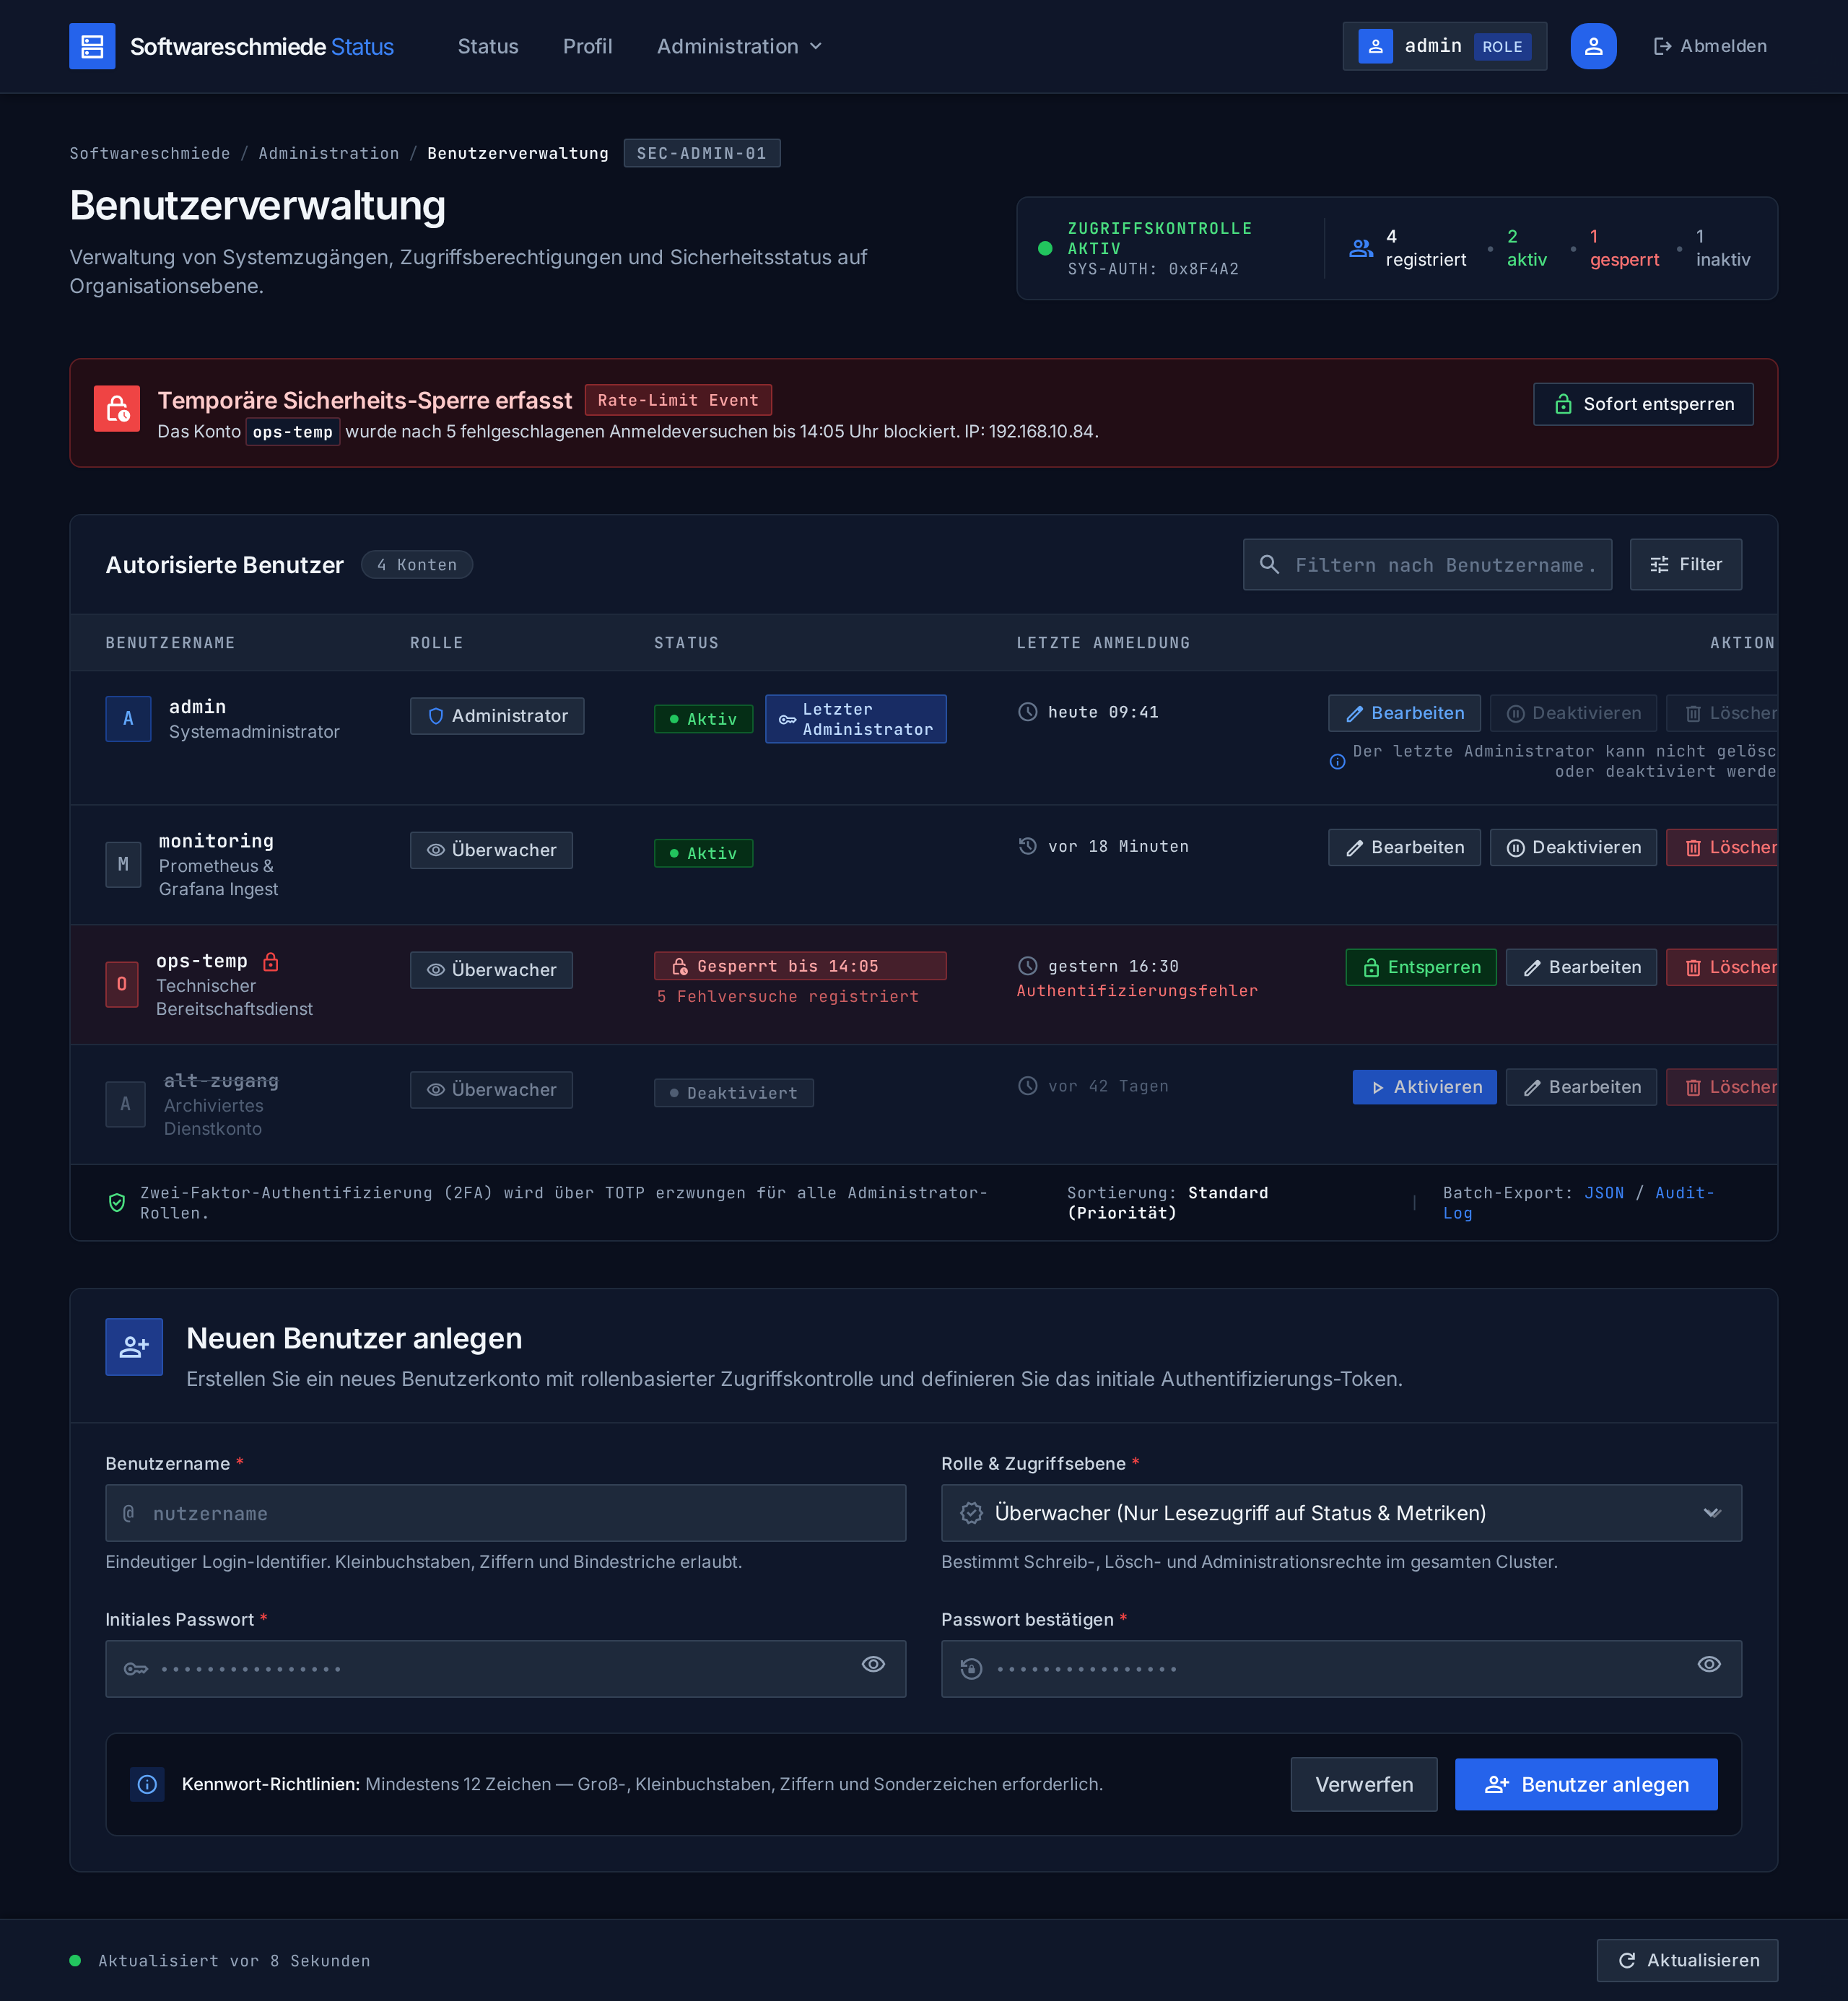 Softwareschmiede Status
Status
Profil
Administration
admin ROLE
Abmelden
Softwareschmiede / Administration / Benutzerverwaltung SEC-ADMIN-01
Benutzerverwaltung
Verwaltung von Systemzugängen, Zugriffsberechtigungen und Sicherheitsstatus auf
Organisationsebene.
ZUGRIFFSKONTROLLE
AKTIV
SYS-AUTH: 0x8F4A2
4
registriert
2
aktiv
1
gesperrt
1
inaktiv
Temporäre Sicherheits-Sperre erfasst Rate-Limit Event
Das Konto ops-temp wurde nach 5 fehlgeschlagenen Anmeldeversuchen bis 14:05 Uhr blockiert. IP: 192.168.10.84.
Sofort entsperren
Autorisierte Benutzer 4 Konten
Filtern nach Benutzername.
Filter
BENUTZERNAME ROLLE STATUS LETZTE ANMELDUNG AKTION
A
admin
Systemadministrator
Administrator
Aktiv
Letzter
Administrator
heute 09:41
Bearbeiten Deaktivieren Löschen
Der letzte Administrator kann nicht gelösc
oder deaktiviert werde
M
monitoring
Prometheus &
Grafana Ingest
Überwacher
Aktiv
vor 18 Minuten
Bearbeiten Deaktivieren Löschen
O
ops-temp
Technischer
Bereitschaftsdienst
Überwacher
Gesperrt bis 14:05
5 Fehlversuche registriert
gestern 16:30
Authentifizierungsfehler
Entsperren Bearbeiten Löschen
A
alt-zugang
Archiviertes
Dienstkonto
Überwacher
Deaktiviert
vor 42 Tagen
Aktivieren Bearbeiten Löschen
Zwei-Faktor-Authentifizierung (2FA) wird über TOTP erzwungen für alle Administrator-
Rollen.
Sortierung: Standard
(Priorität)
|
Batch-Export: JSON / Audit-
Log
Neuen Benutzer anlegen
Erstellen Sie ein neues Benutzerkonto mit rollenbasierter Zugriffskontrolle und definieren Sie das initiale Authentifizierungs-Token.
Benutzername *
@ nutzername
Eindeutiger Login-Identifier. Kleinbuchstaben, Ziffern und Bindestriche erlaubt.
Rolle & Zugriffsebene *
Überwacher (Nur Lesezugriff auf Status & Metriken)
Bestimmt Schreib-, Lösch- und Administrationsrechte im gesamten Cluster.
Initiales Passwort *
••••••••••••••••
Passwort bestätigen *
••••••••••••••••
Kennwort-Richtlinien: Mindestens 12 Zeichen — Groß-, Kleinbuchstaben, Ziffern und Sonderzeichen erforderlich.
Verwerfen
Benutzer anlegen
Aktualisiert vor 8 Sekunden
Aktualisieren